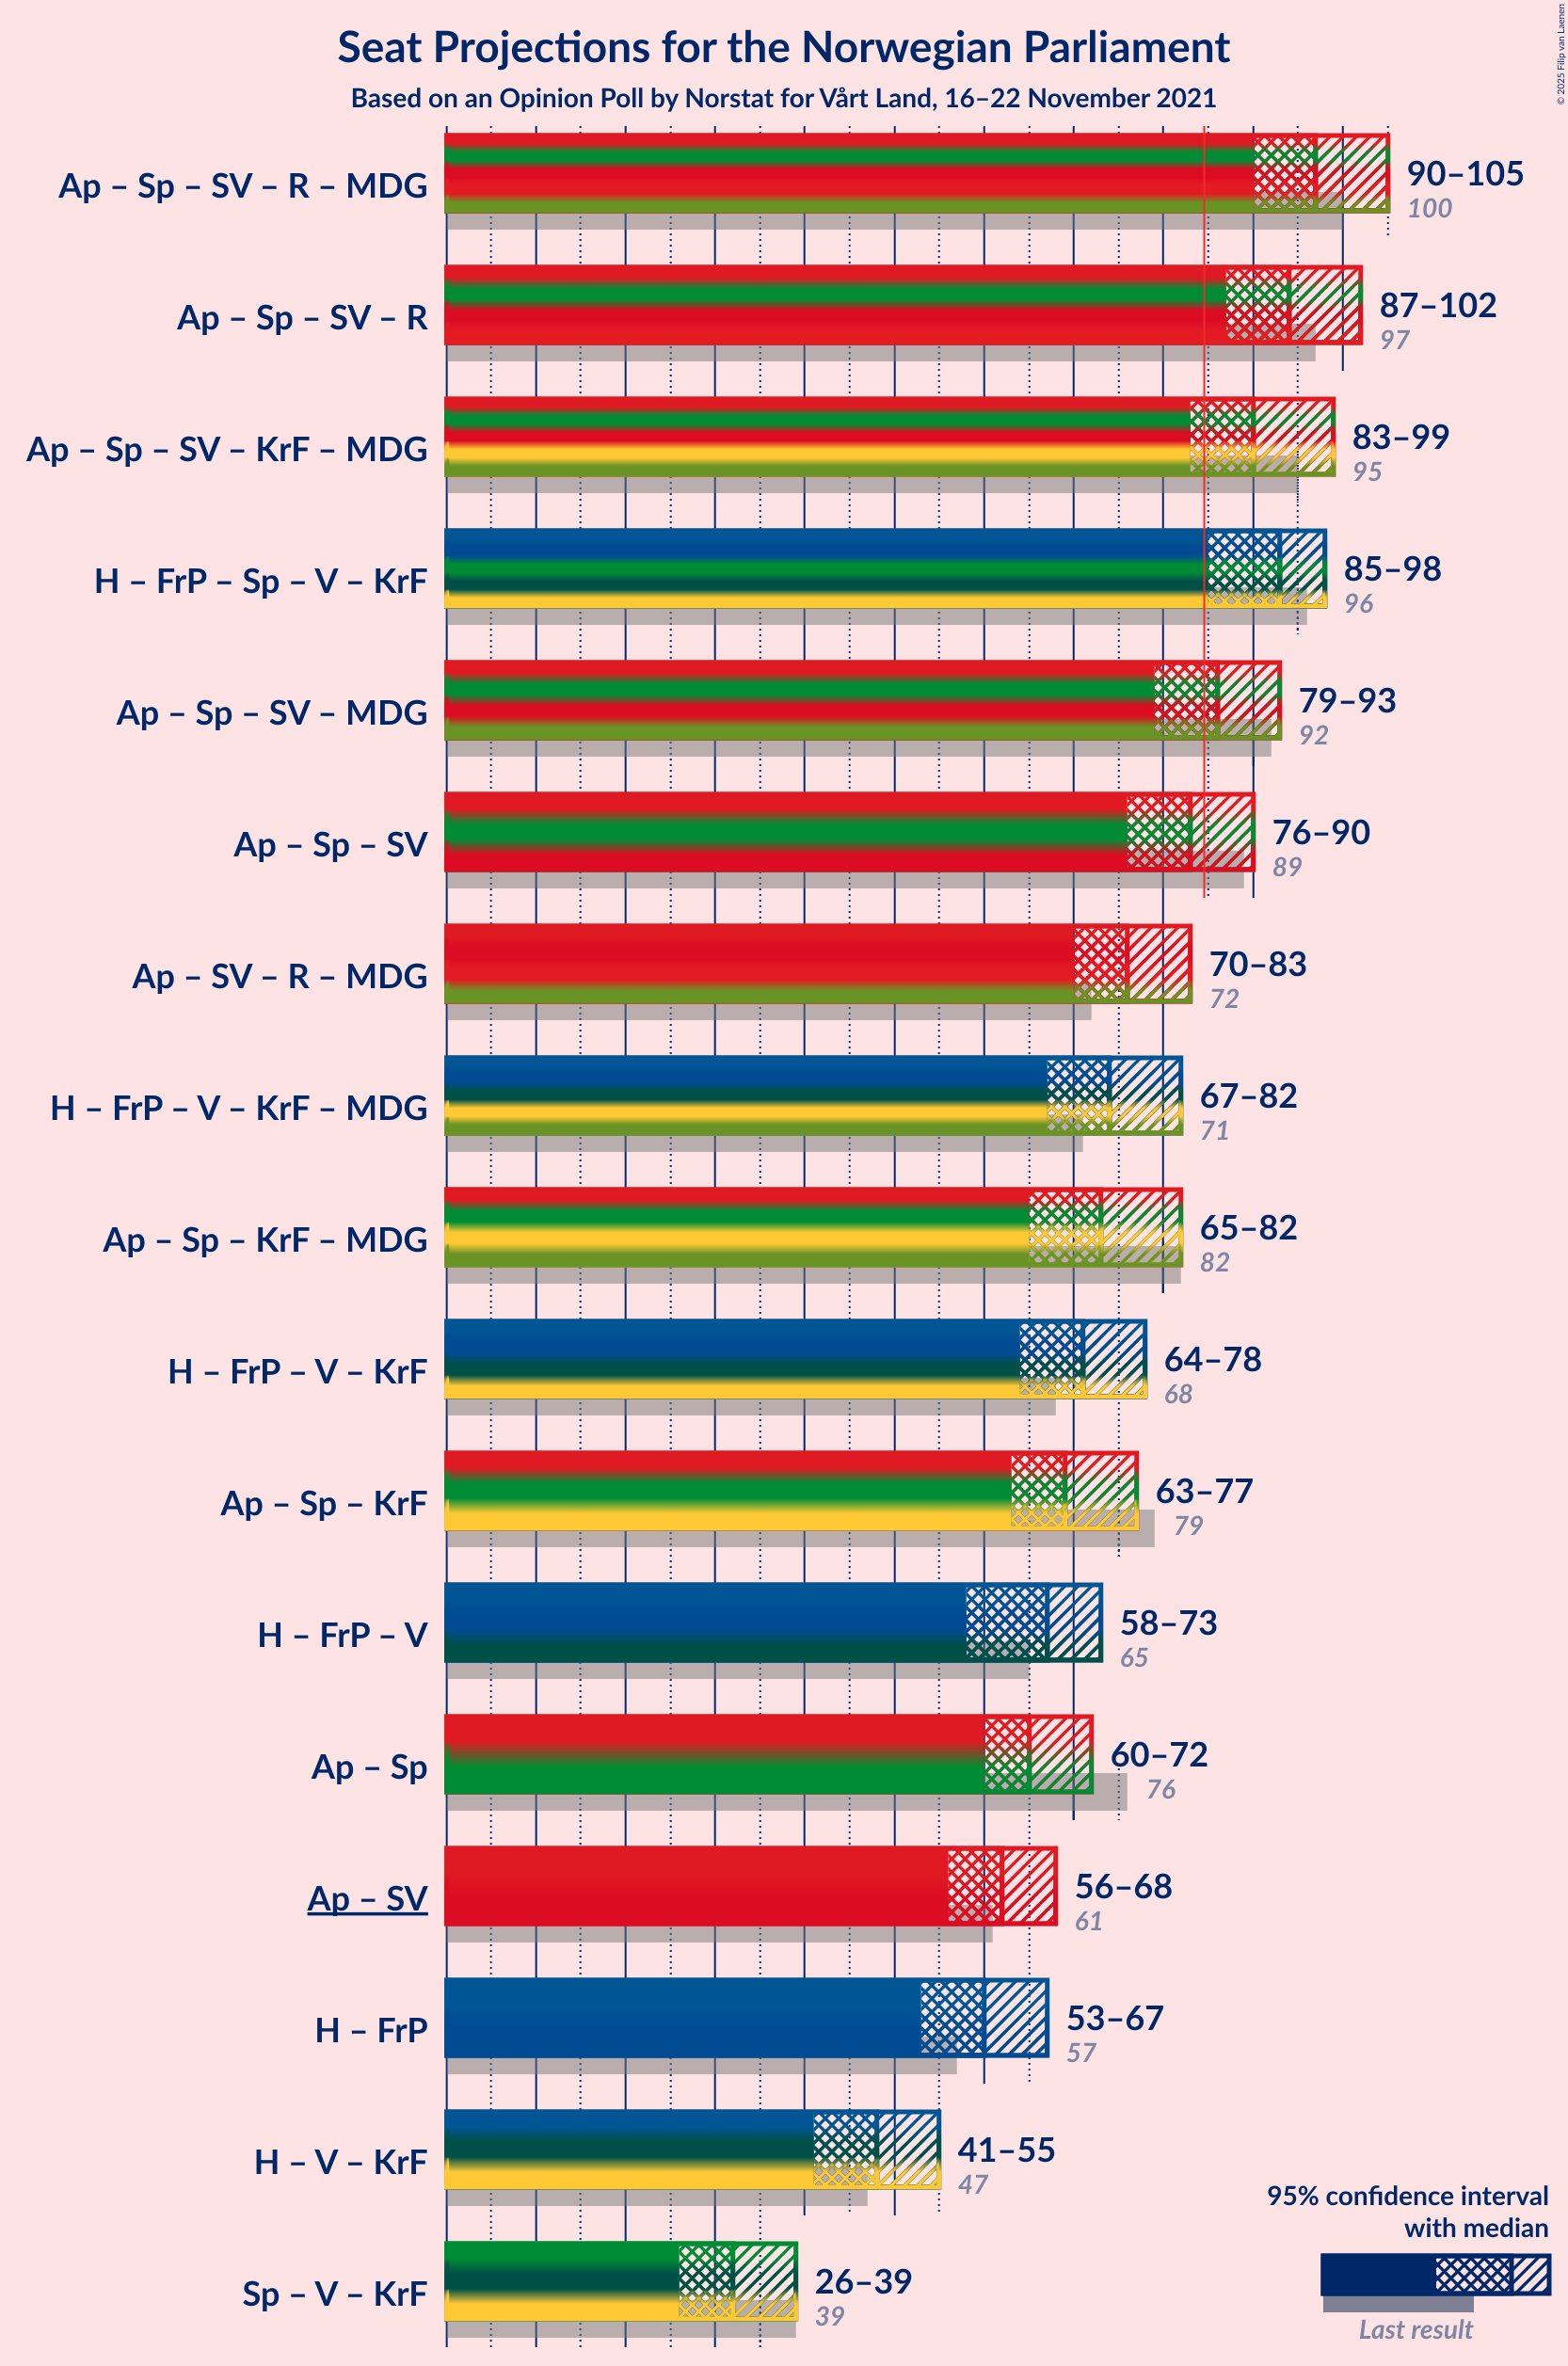 Seat Projections for the Norwegian Parliament
Based on an Opinion Poll by Norstat for Vårt Land, 16–22 November 2021
© 2025 Filip van Laenen
Ap – Sp – SV – R – MDG
90–105
100
Ap – Sp – SV – R
87–102
97
Ap – Sp – SV – KrF – MDG
83–99
95
H – FrP – Sp – V – KrF
85–98
96
Ap – Sp – SV – MDG
79–93
92
Ap – Sp – SV
76–90
89
Ap – SV – R – MDG
70–83
72
H – FrP – V – KrF – MDG
67–82
71
Ap – Sp – KrF – MDG
65–82
82
H – FrP – V – KrF
64–78
68
Ap – Sp – KrF
63–77
79
H – FrP – V
58–73
65
Ap – Sp
60–72
76
Ap – SV
56–68
61
H – FrP
53–67
57
H – V – KrF
41–55
47
Sp – V – KrF
26–39
39
95% confidence interval
with median
Last result